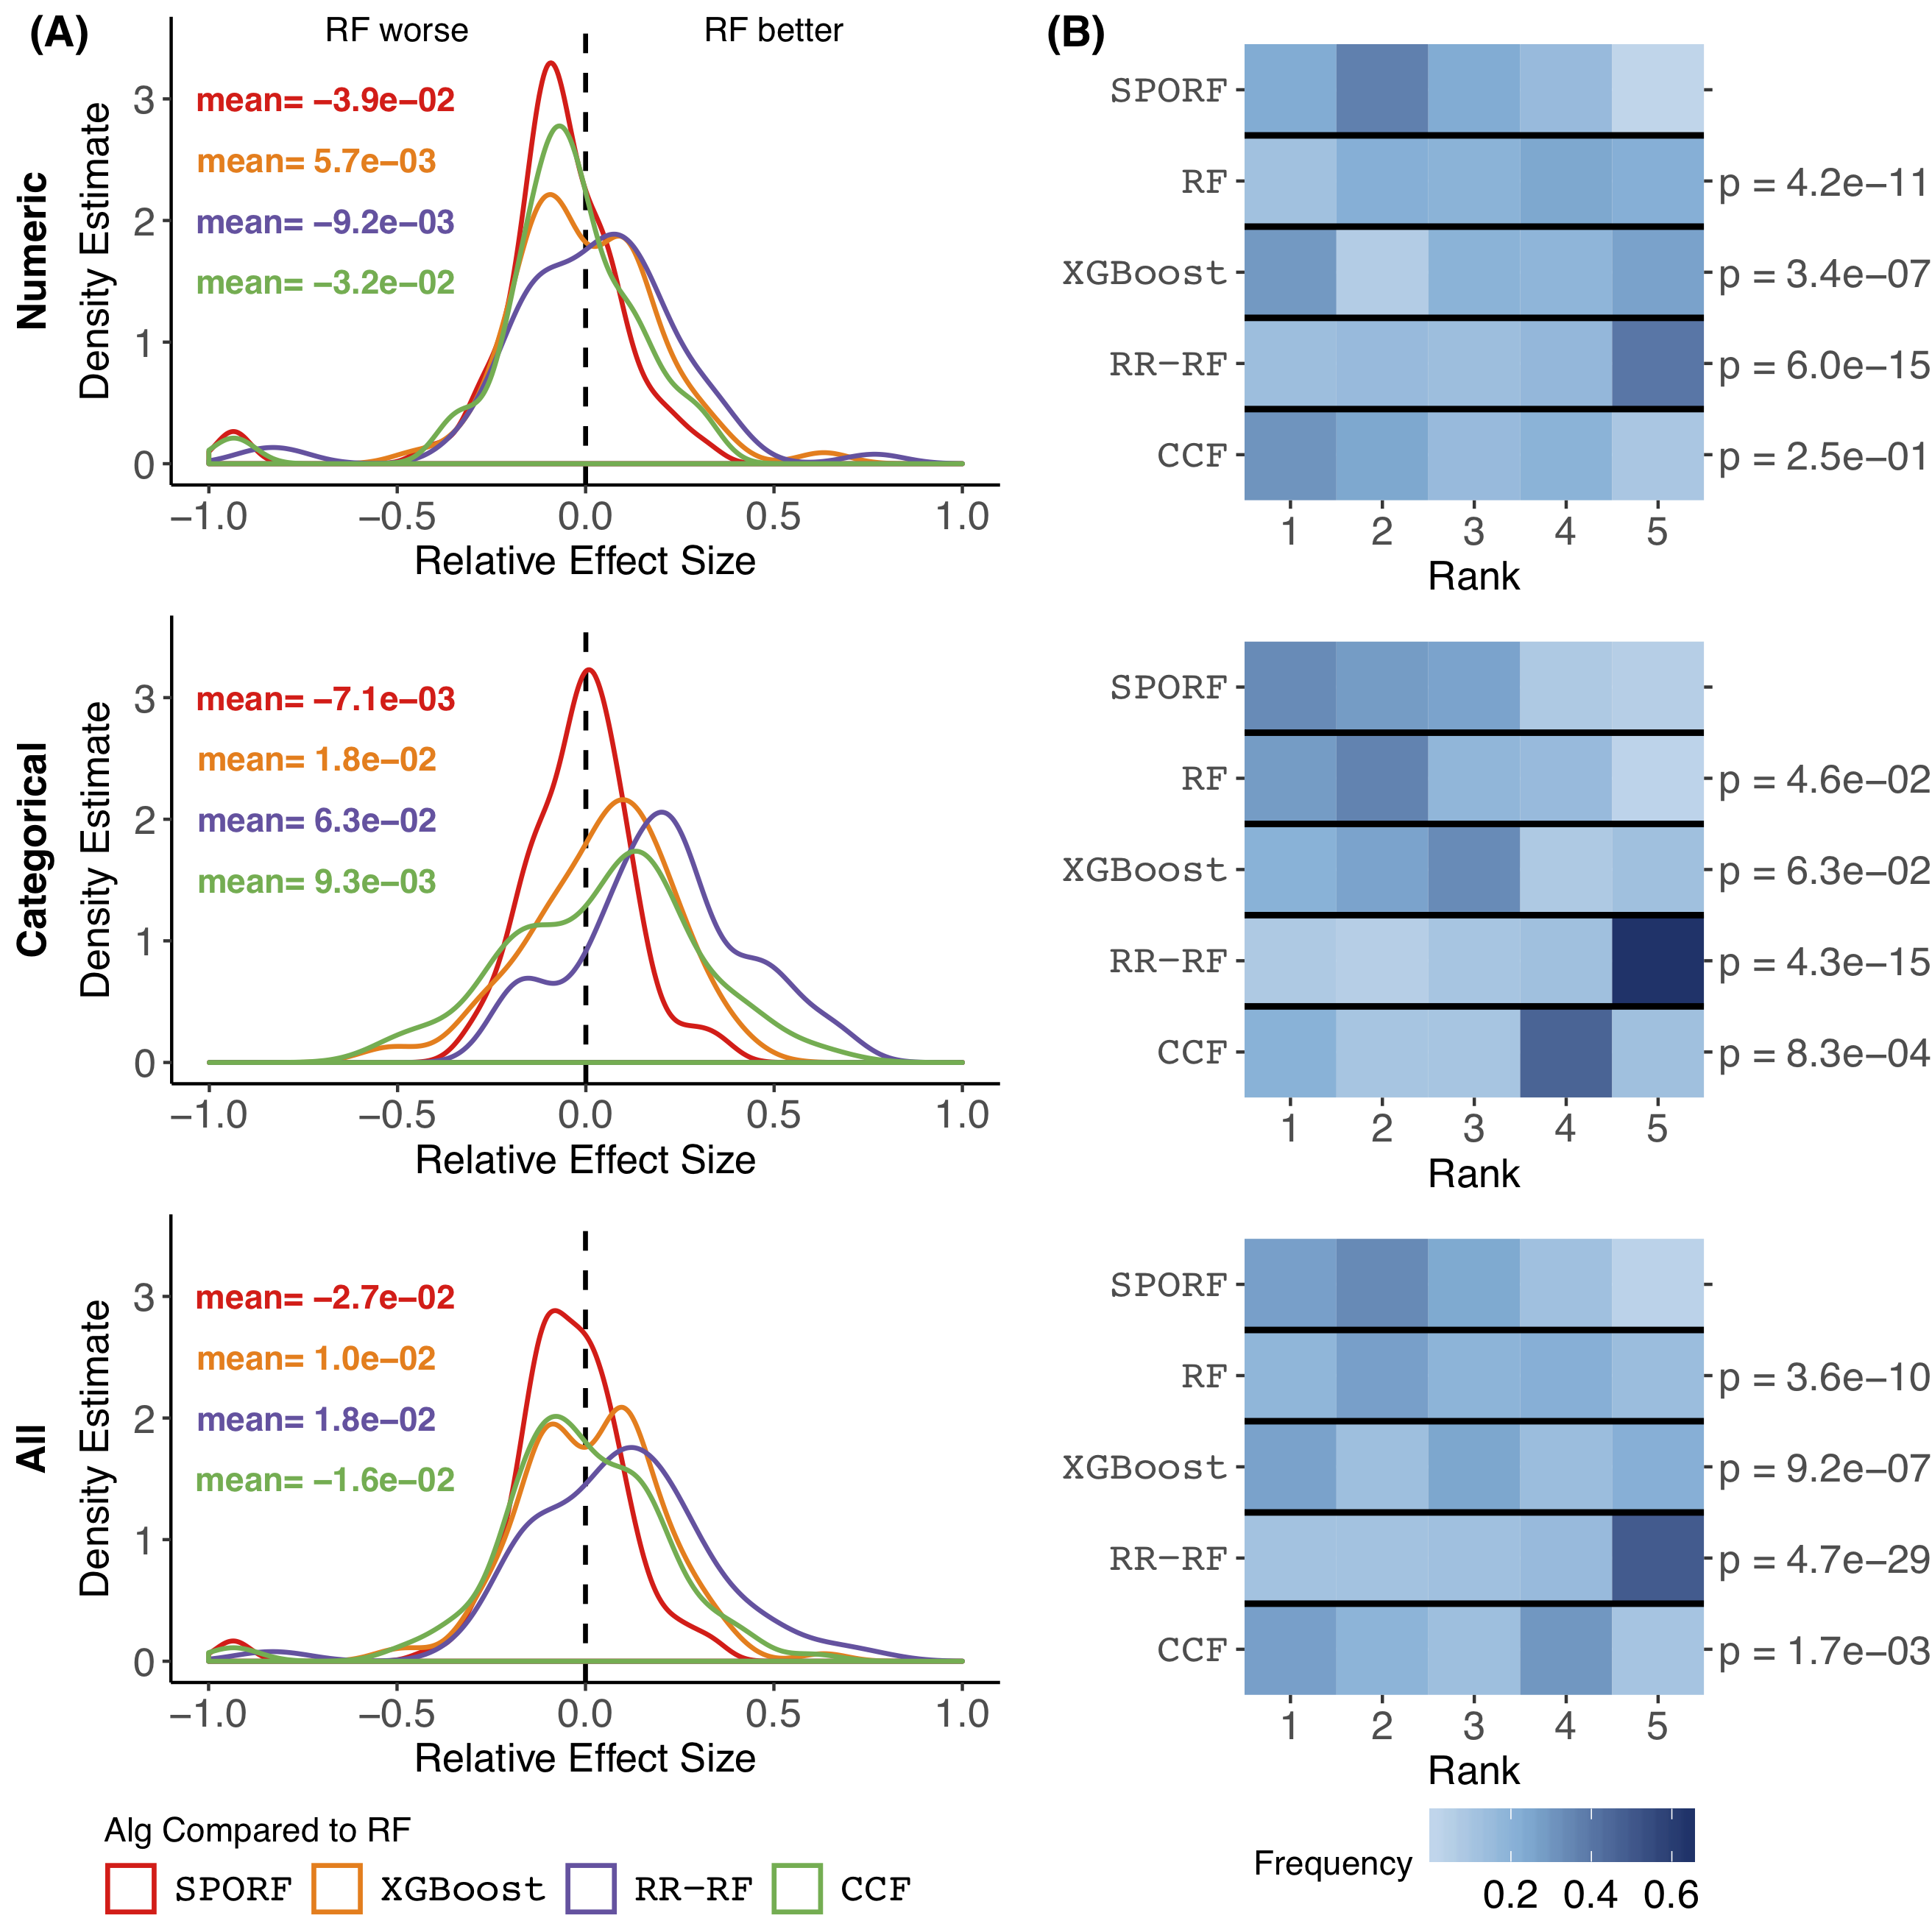 (A)
RF worse
RF better
Numeric
Density Estimate
3
2
1
0
mean= −3.9e−02
mean= 5.7e−03
mean= −9.2e−03
mean= −3.2e−02
−1.0 −0.5 0.0 0.5 1.0
Relative Effect Size
(B)
SPORF
RF p = 4.2e−11
XGBoost p = 3.4e−07
RR−RF p = 6.0e−15
CCF p = 2.5e−01
1 2 3 4 5
Rank
Categorical
Density Estimate
3
2
1
0
mean= −7.1e−03
mean= 1.8e−02
mean= 6.3e−02
mean= 9.3e−03
−1.0 −0.5 0.0 0.5 1.0
Relative Effect Size
SPORF
RF p = 4.6e−02
XGBoost p = 6.3e−02
RR−RF p = 4.3e−15
CCF p = 8.3e−04
1 2 3 4 5
Rank
All
Density Estimate
3
2
1
0
mean= −2.7e−02
mean= 1.0e−02
mean= 1.8e−02
mean= −1.6e−02
−1.0 −0.5 0.0 0.5 1.0
Relative Effect Size
SPORF
RF p = 3.6e−10
XGBoost p = 9.2e−07
RR−RF p = 4.7e−29
CCF p = 1.7e−03
1 2 3 4 5
Rank
Alg Compared to RF
SPORF XGBoost RR−RF CCF
Frequency
0.2 0.4 0.6